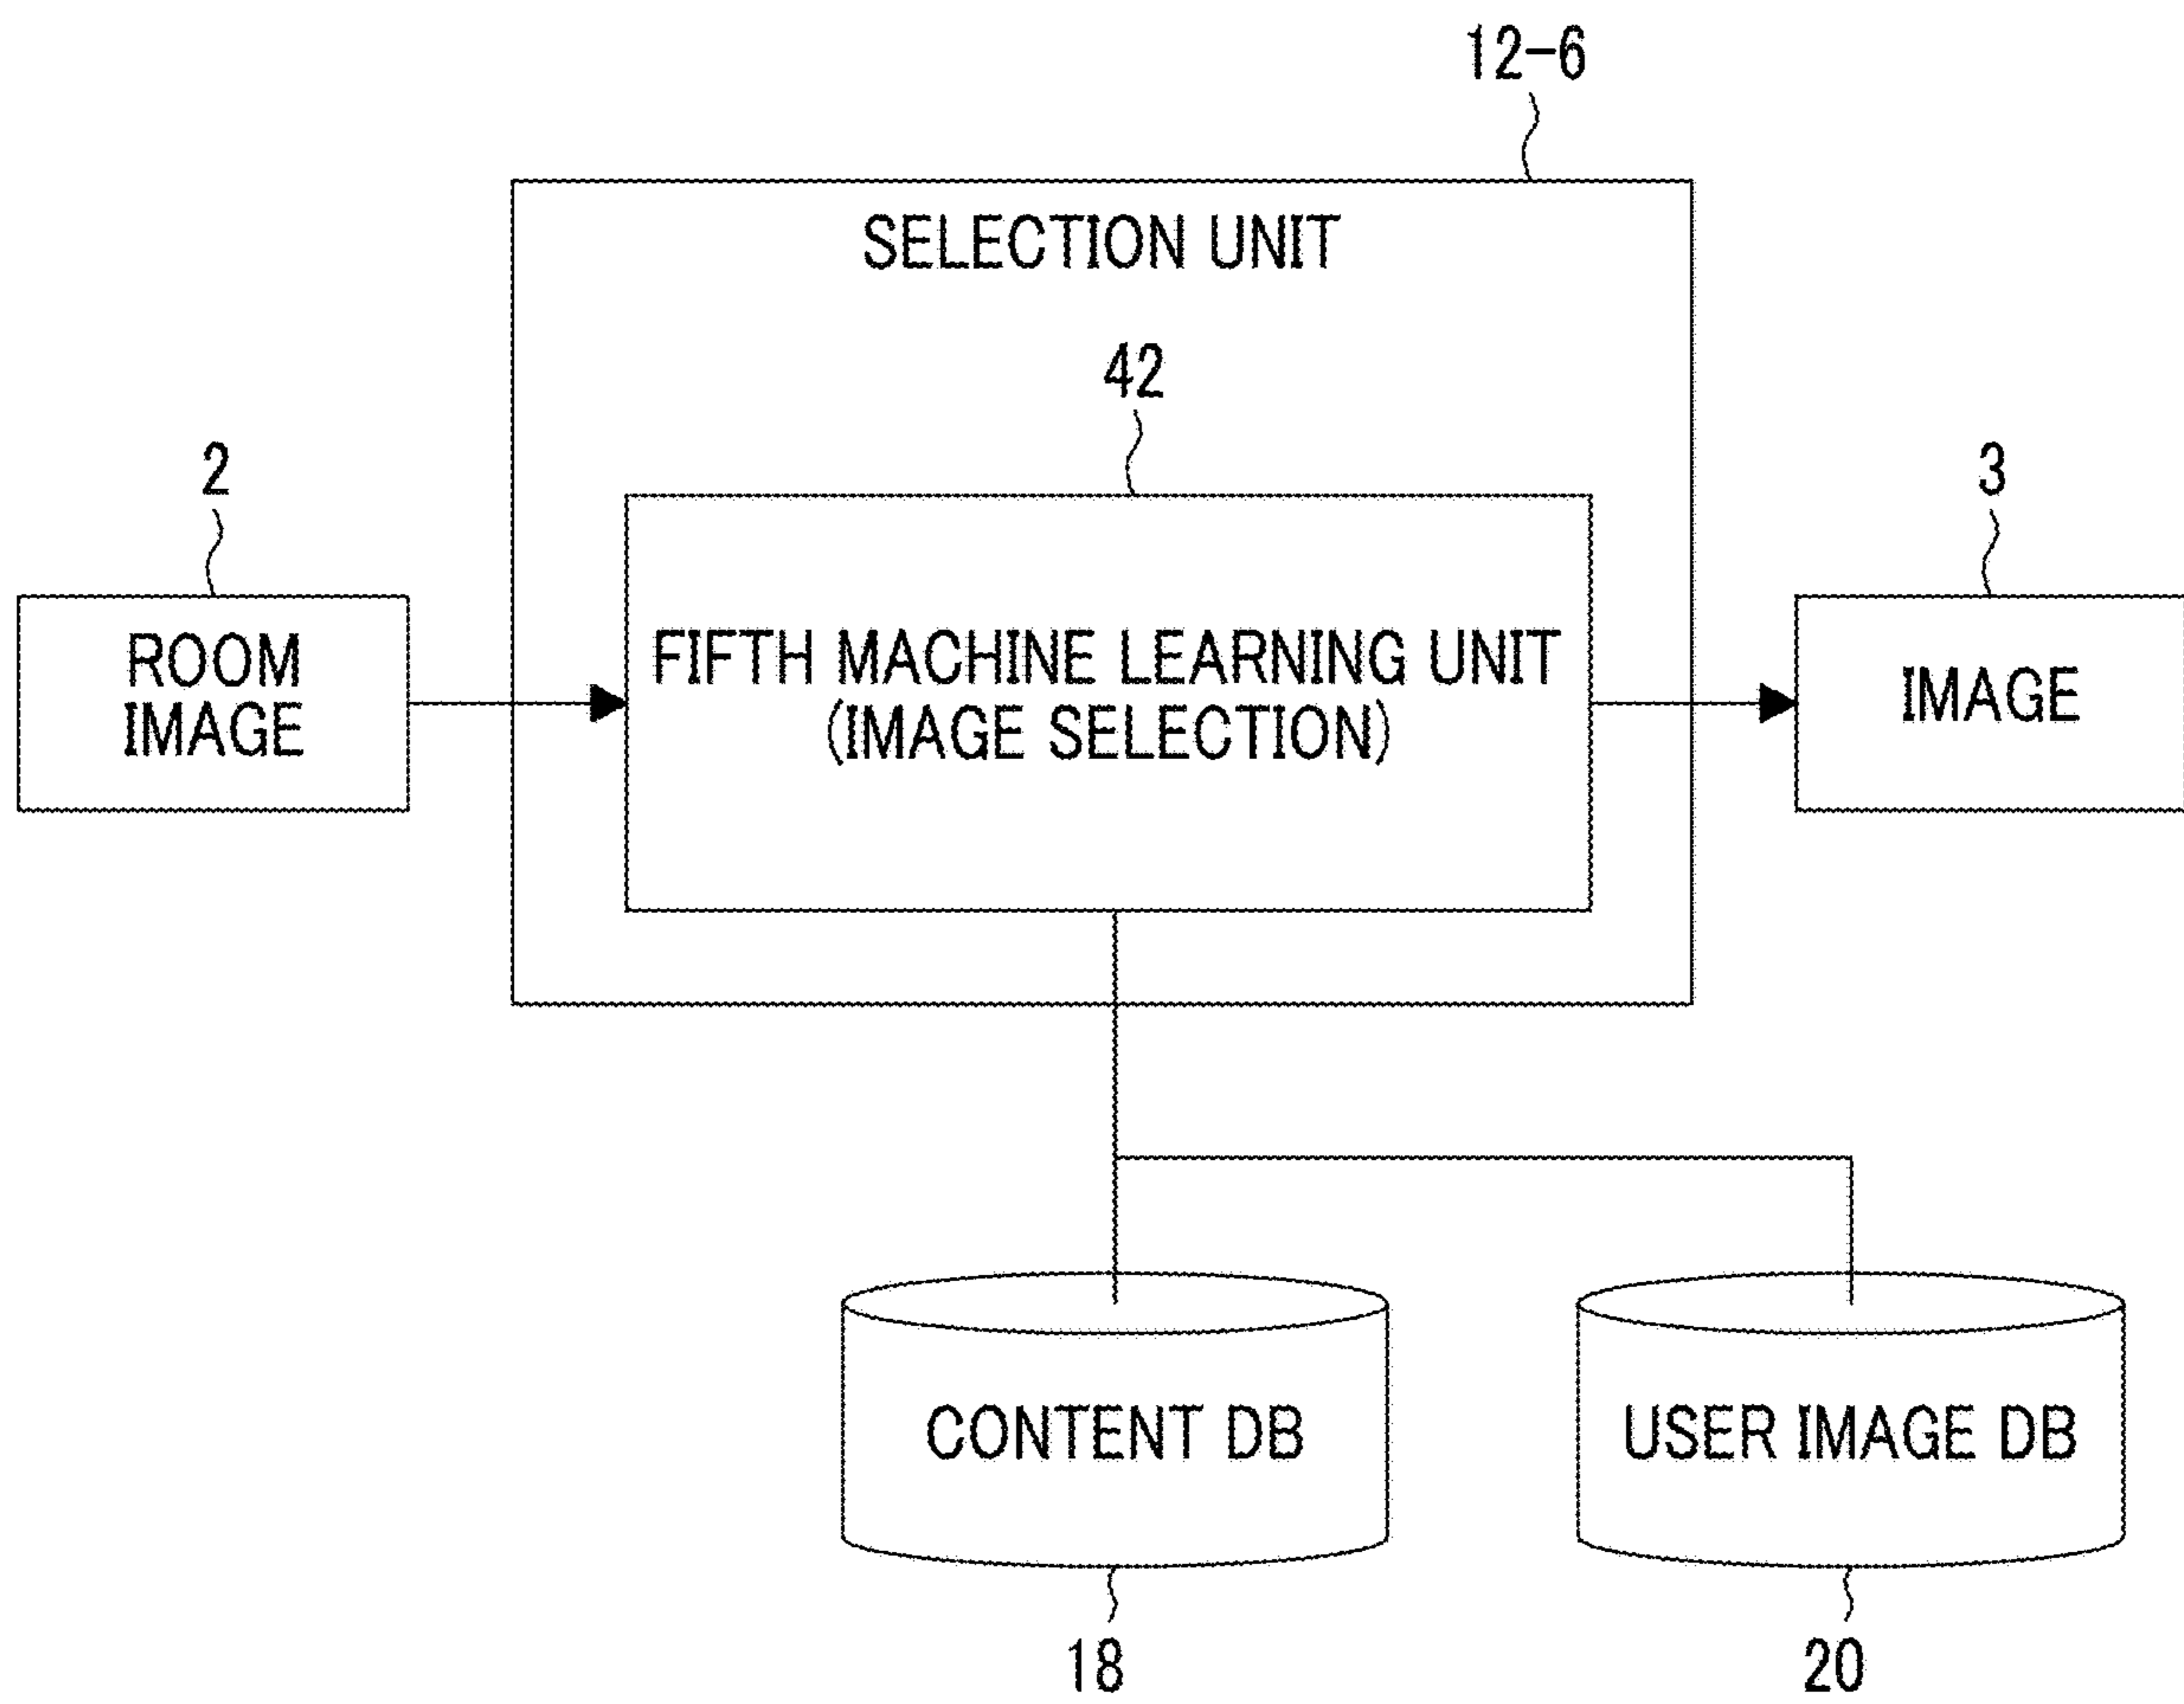 12-6
SELECTION UNIT
42
2
3
ROOM
IMAGE
FIFTH MACHINE LEARNING UNIT
(IMAGE SELECTION)
IMAGE
CONTENT DB
USER IMAGE DB
18
20